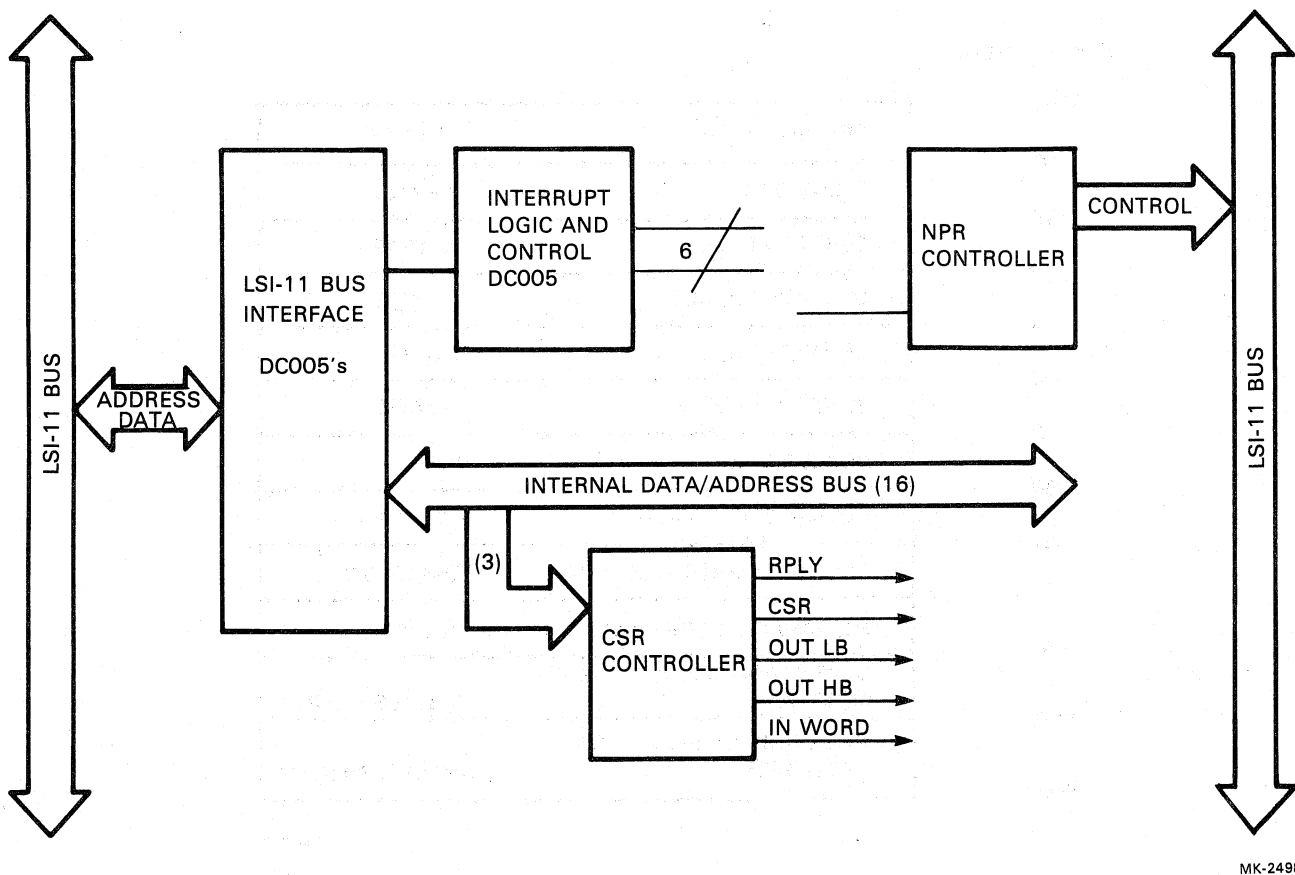 LSI-11 BUS
ADDRESS
DATA
LSI-11 BUS
INTERFACE
DC005's
INTERRUPT
LOGIC AND
CONTROL
DC005
6
NPR
CONTROLLER
CONTROL
LSI-11 BUS
INTERNAL DATA/ADDRESS BUS (16)
(3)
CSR
CONTROLLER
RPLY
CSR
OUT LB
OUT HB
IN WORD